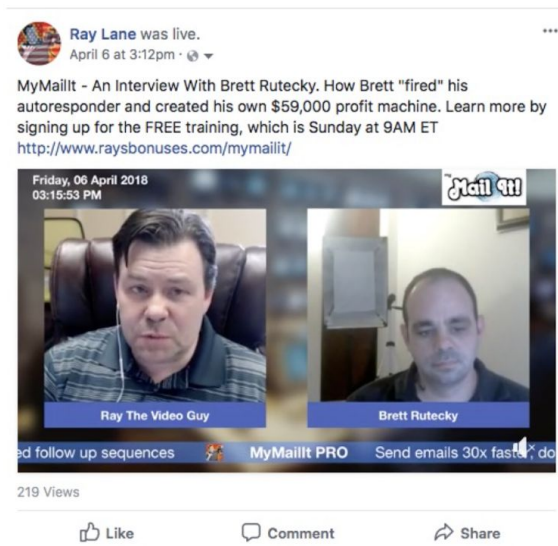 Ray Lane was live.
April 6 at 3:12pm ·
MyMailIt - An Interview With Brett Rutecky. How Brett "fired" his
autoresponder and created his own $59,000 profit machine. Learn more by
signing up for the FREE training, which is Sunday at 9AM ET
http://www.raysbonuses.com/mymailit/
Friday, 06 April 2018
03:15:53 PM
my Mail It!
Ray The Video Guy
Brett Rutecky
ed follow up sequences MyMailIt PRO Send emails 30x faster, do
219 Views
Like Comment Share